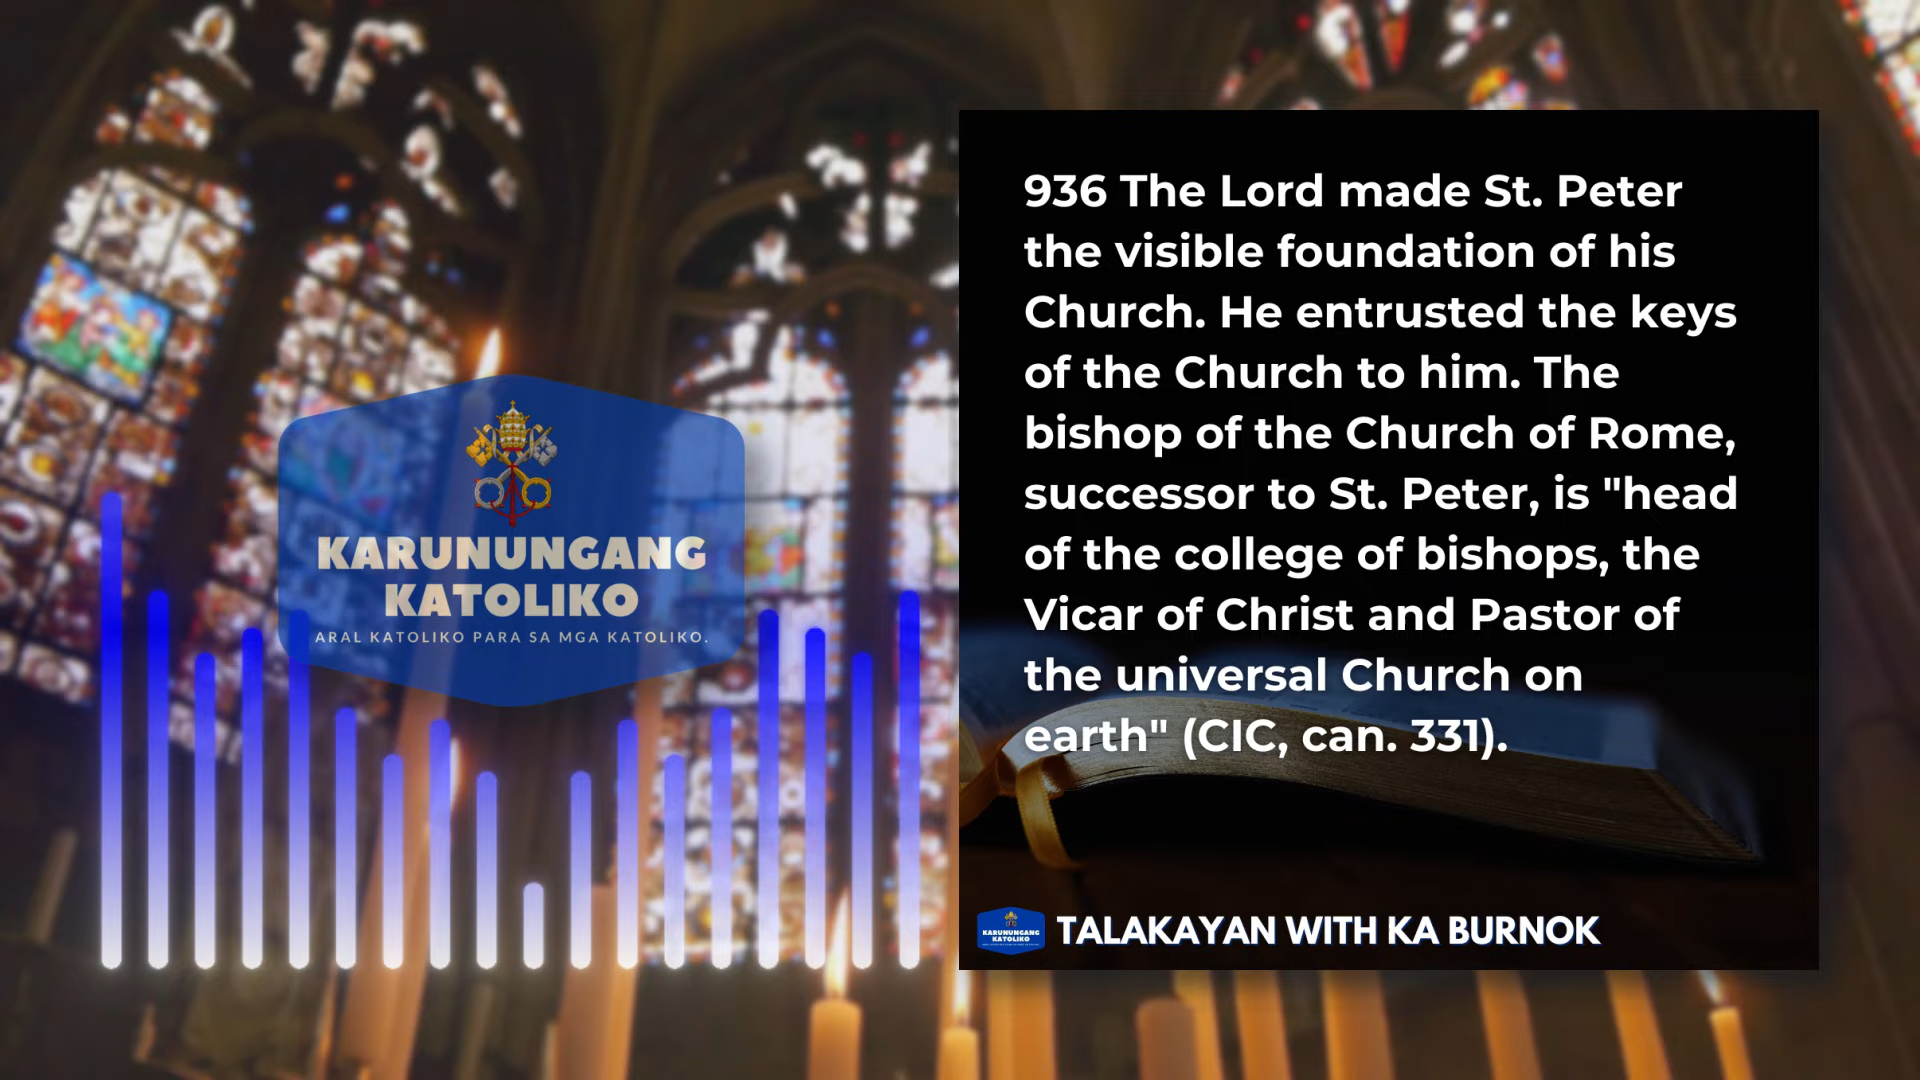 KARUNUNGANG
KATOLIKO
ARAL KATOLIKO PARA SA MGA KATOLIKO.
936 The Lord made St. Peter
the visible foundation of his
Church. He entrusted the keys
of the Church to him. The
bishop of the Church of Rome,
successor to St. Peter, is "head
of the college of bishops, the
Vicar of Christ and Pastor of
the universal Church on
earth" (CIC, can. 331).
KARUNUNGANG
KATOLIKO
TALAKAYAN WITH KA BURNOK